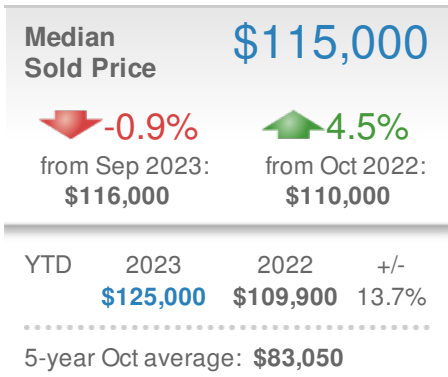 Median $115,000
Sold Price
-0.9% 4.5%
from Sep 2023: from Oct 2022:
$116,000 $110,000
YTD 2023 2022 +/-
$125,000 $109,900 13.7%
5-year Oct average: $83,050